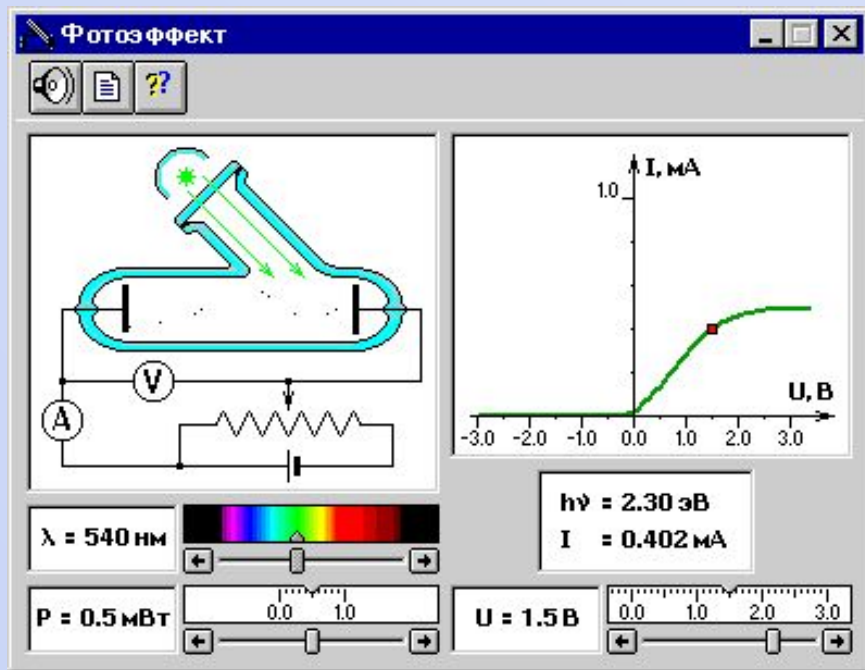 Фотоэффект
??
I, мА
1.0
U, В
-3.0 -2.0 -1.0 0.0 1.0 2.0 3.0
V
A
hν = 2.30 эВ
I = 0.402 мА
λ = 540 нм
P = 0.5 мВт
0.0 1.0
U = 1.5 В
0.0 1.0 2.0 3.0